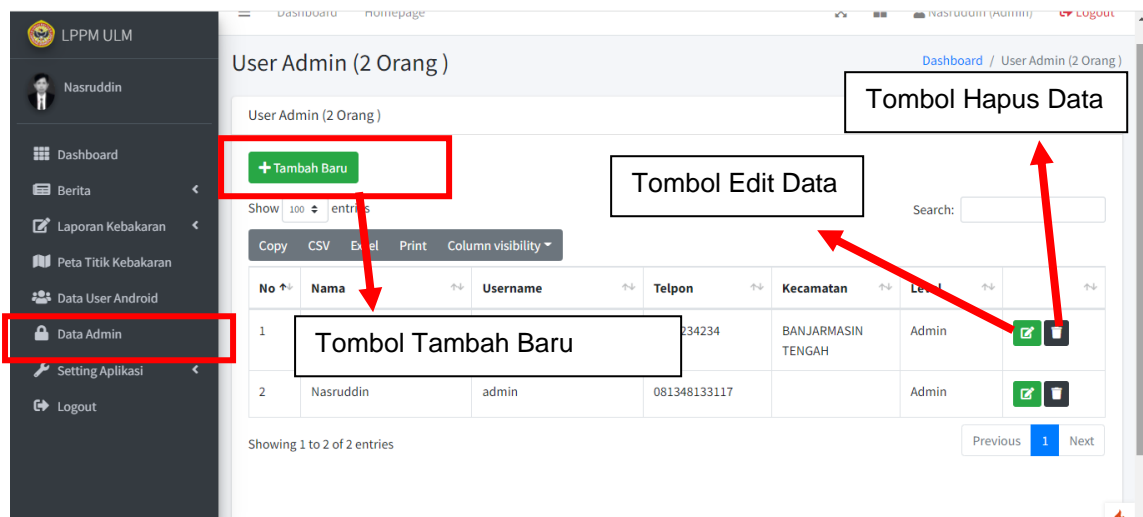 LPPM ULM
Dashboard Homepage
Nasruddin (Admin) Logout
Nasruddin
User Admin (2 Orang )
Dashboard / User Admin (2 Orang )
User Admin (2 Orang )
Tombol Hapus Data
Dashboard
Berita
Laporan Kebakaran
Peta Titik Kebakaran
Data User Android
Data Admin
Setting Aplikasi
Logout
Tambah Baru
Tombol Edit Data
Show 100 entries
Search:
Copy CSV Excel Print Column visibility
No Nama Username Telpon Kecamatan Level
1 234234 BANJARMASIN TENGAH Admin
Tombol Tambah Baru
2 Nasruddin admin 081348133117 Admin
Showing 1 to 2 of 2 entries
Previous 1 Next